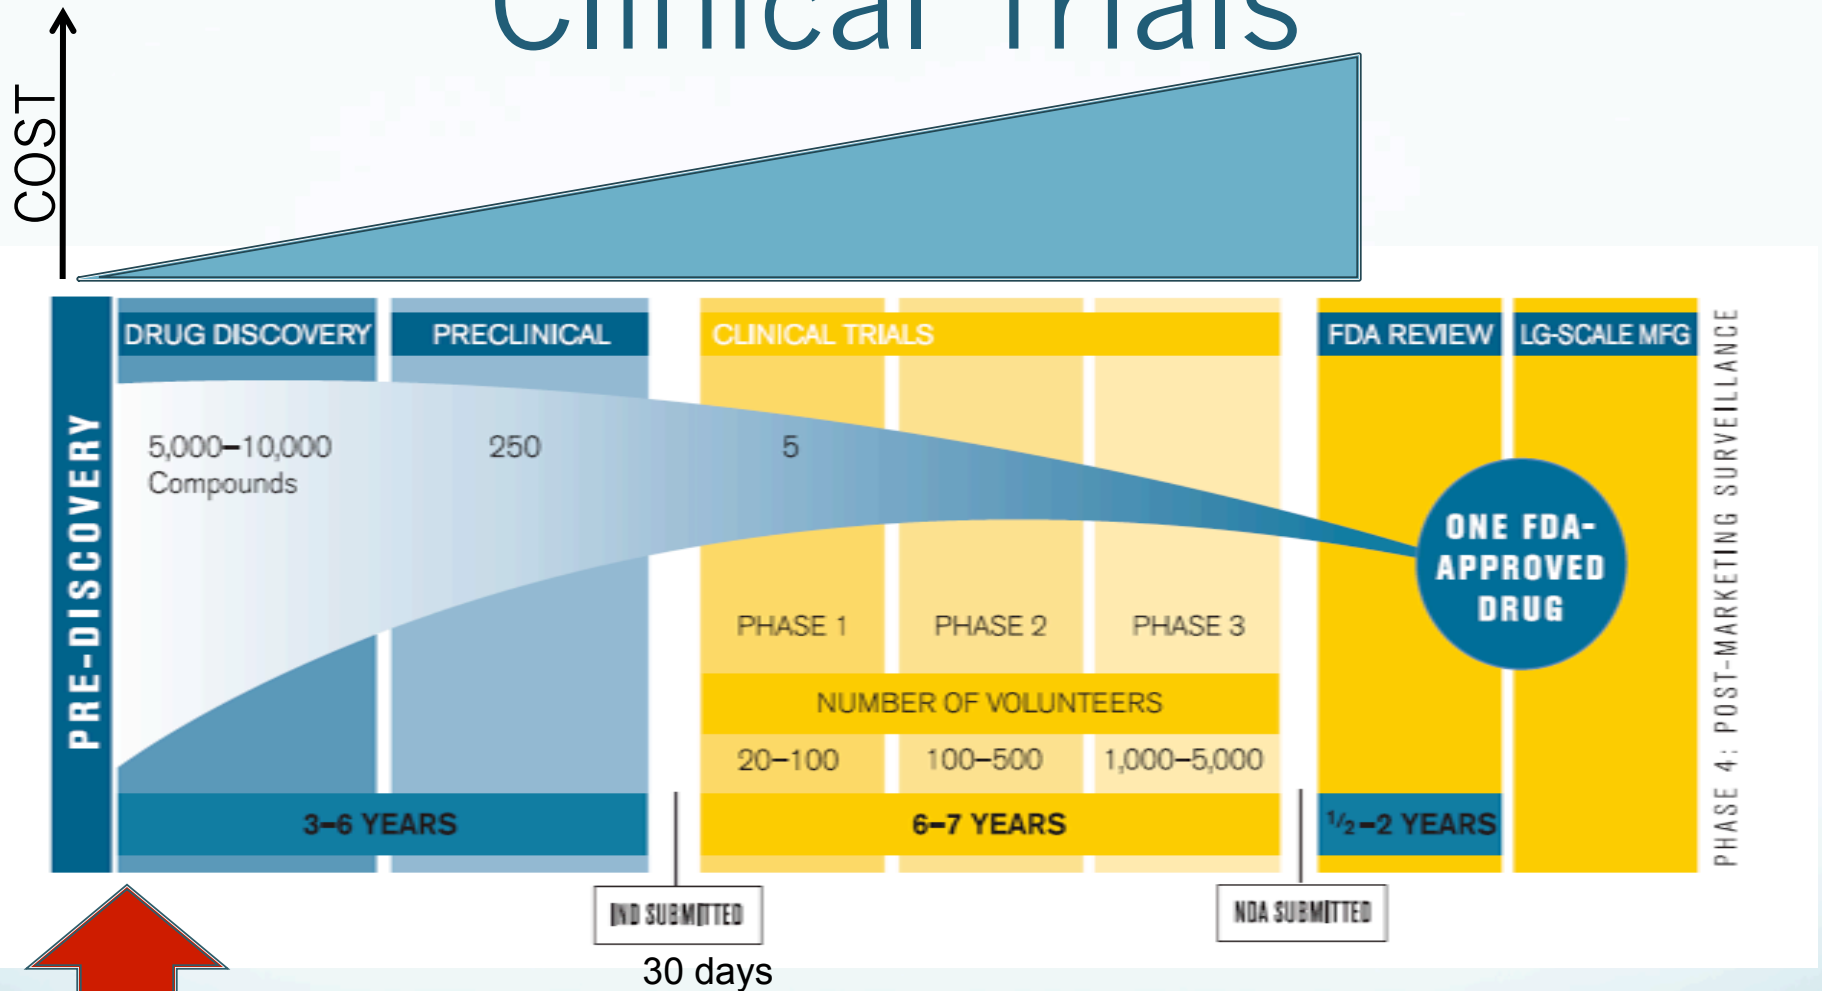 Clinical Trials
COST
PRE-DISCOVERY
DRUG DISCOVERY
PRECLINICAL
CLINICAL TRIALS
FDA REVIEW
LG-SCALE MFG
5,000–10,000
Compounds
250
5
ONE FDA-
APPROVED
DRUG
PHASE 1
PHASE 2
PHASE 3
NUMBER OF VOLUNTEERS
20–100
100–500
1,000–5,000
3–6 YEARS
6–7 YEARS
1/2–2 YEARS
IND SUBMITTED
NDA SUBMITTED
30 days
PHASE 4: POST-MARKETING SURVEILLANCE